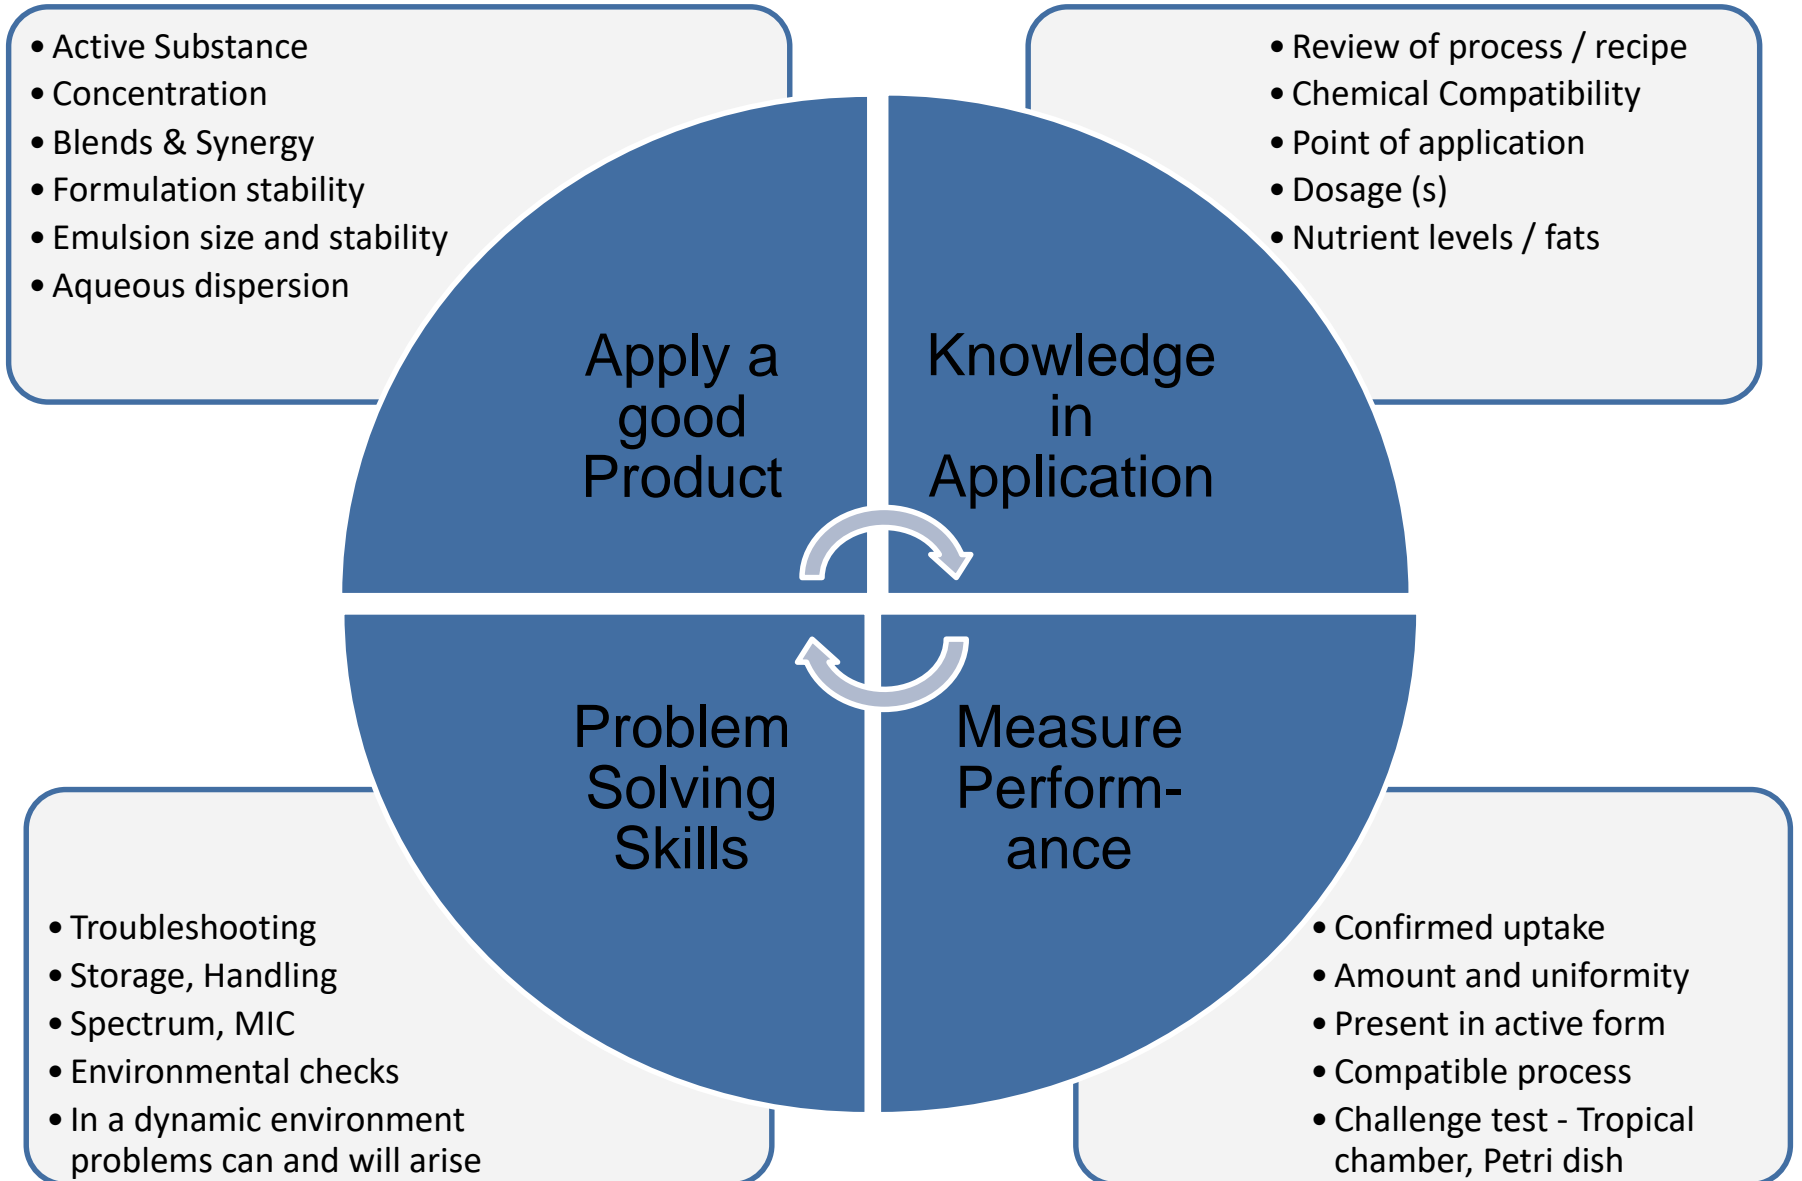 • Active Substance
• Concentration
• Blends & Synergy
• Formulation stability
• Emulsion size and stability
• Aqueous dispersion
• Review of process / recipe
• Chemical Compatibility
• Point of application
• Dosage (s)
• Nutrient levels / fats
Apply a
good
Product
Knowledge
in
Application
Problem
Solving
Skills
Measure
Perform-
ance
• Troubleshooting
• Storage, Handling
• Spectrum, MIC
• Environmental checks
• In a dynamic environment
problems can and will arise
• Confirmed uptake
• Amount and uniformity
• Present in active form
• Compatible process
• Challenge test - Tropical
chamber, Petri dish